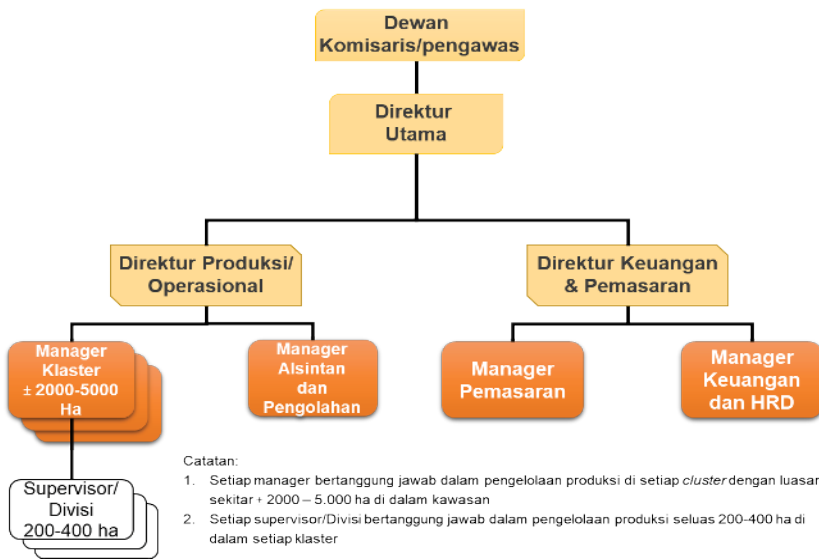 Dewan
Komisaris/pengawas
Direktur
Utama
Direktur Produksi/
Operasional
Direktur Keuangan
& Pemasaran
Manager
Klaster
± 2000-5000
Ha
Manager
Alsintan
dan
Pengolahan
Manager
Pemasaran
Manager
Keuangan
dan HRD
Supervisor/
Divisi
200-400 ha
Catatan:
1. Setiap manager bertanggung jawab dalam pengelolaan produksi di setiap cluster dengan luasan
sekitar + 2000 – 5.000 ha di dalam kawasan
2. Setiap supervisor/Divisi bertanggung jawab dalam pengelolaan produksi seluas 200-400 ha di
dalam setiap klaster